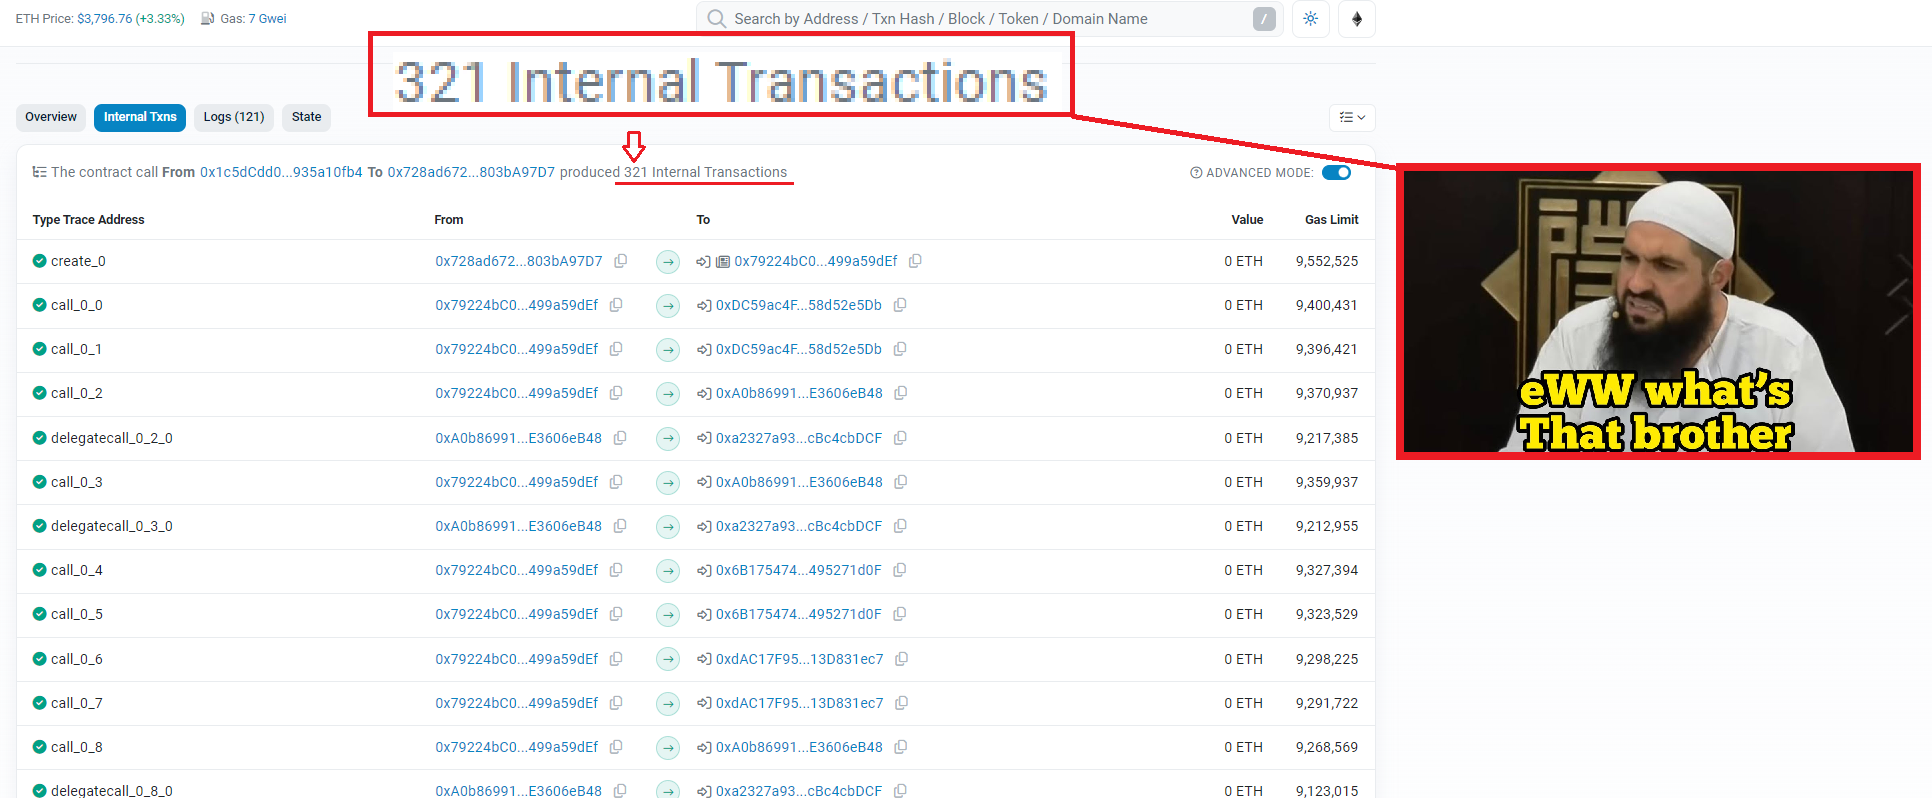 ETH Price: $3,796.76 (+3.33%) Gas: 7 Gwei
Search by Address / Txn Hash / Block / Token / Domain Name /
321 Internal Transactions
Overview Internal Txns Logs (121) State
The contract call From 0x1c5dCdd0...935a10fb4 To 0x728ad672...803bA97D7 produced 321 Internal Transactions
ADVANCED MODE:
Type Trace Address From To Value Gas Limit
create_0 0x728ad672...803bA97D7 0x79224bC0...499a59dEf 0 ETH 9,552,525
call_0_0 0x79224bC0...499a59dEf 0xDC59ac4F...58d52e5Db 0 ETH 9,400,431
call_0_1 0x79224bC0...499a59dEf 0xDC59ac4F...58d52e5Db 0 ETH 9,396,421
call_0_2 0x79224bC0...499a59dEf 0xA0b86991...E3606eB48 0 ETH 9,370,937
delegatecall_0_2_0 0xA0b86991...E3606eB48 0xa2327a93...cBc4cbDCF 0 ETH 9,217,385
call_0_3 0x79224bC0...499a59dEf 0xA0b86991...E3606eB48 0 ETH 9,359,937
delegatecall_0_3_0 0xA0b86991...E3606eB48 0xa2327a93...cBc4cbDCF 0 ETH 9,212,955
call_0_4 0x79224bC0...499a59dEf 0x6B175474...495271d0F 0 ETH 9,327,394
call_0_5 0x79224bC0...499a59dEf 0x6B175474...495271d0F 0 ETH 9,323,529
call_0_6 0x79224bC0...499a59dEf 0xdAC17F95...13D831ec7 0 ETH 9,298,225
call_0_7 0x79224bC0...499a59dEf 0xdAC17F95...13D831ec7 0 ETH 9,291,722
call_0_8 0x79224bC0...499a59dEf 0xA0b86991...E3606eB48 0 ETH 9,268,569
delegatecall_0_8_0 0xA0b86991...E3606eB48 0xa2327a93...cBc4cbDCF 0 ETH 9,123,015
eWW what's
That brother